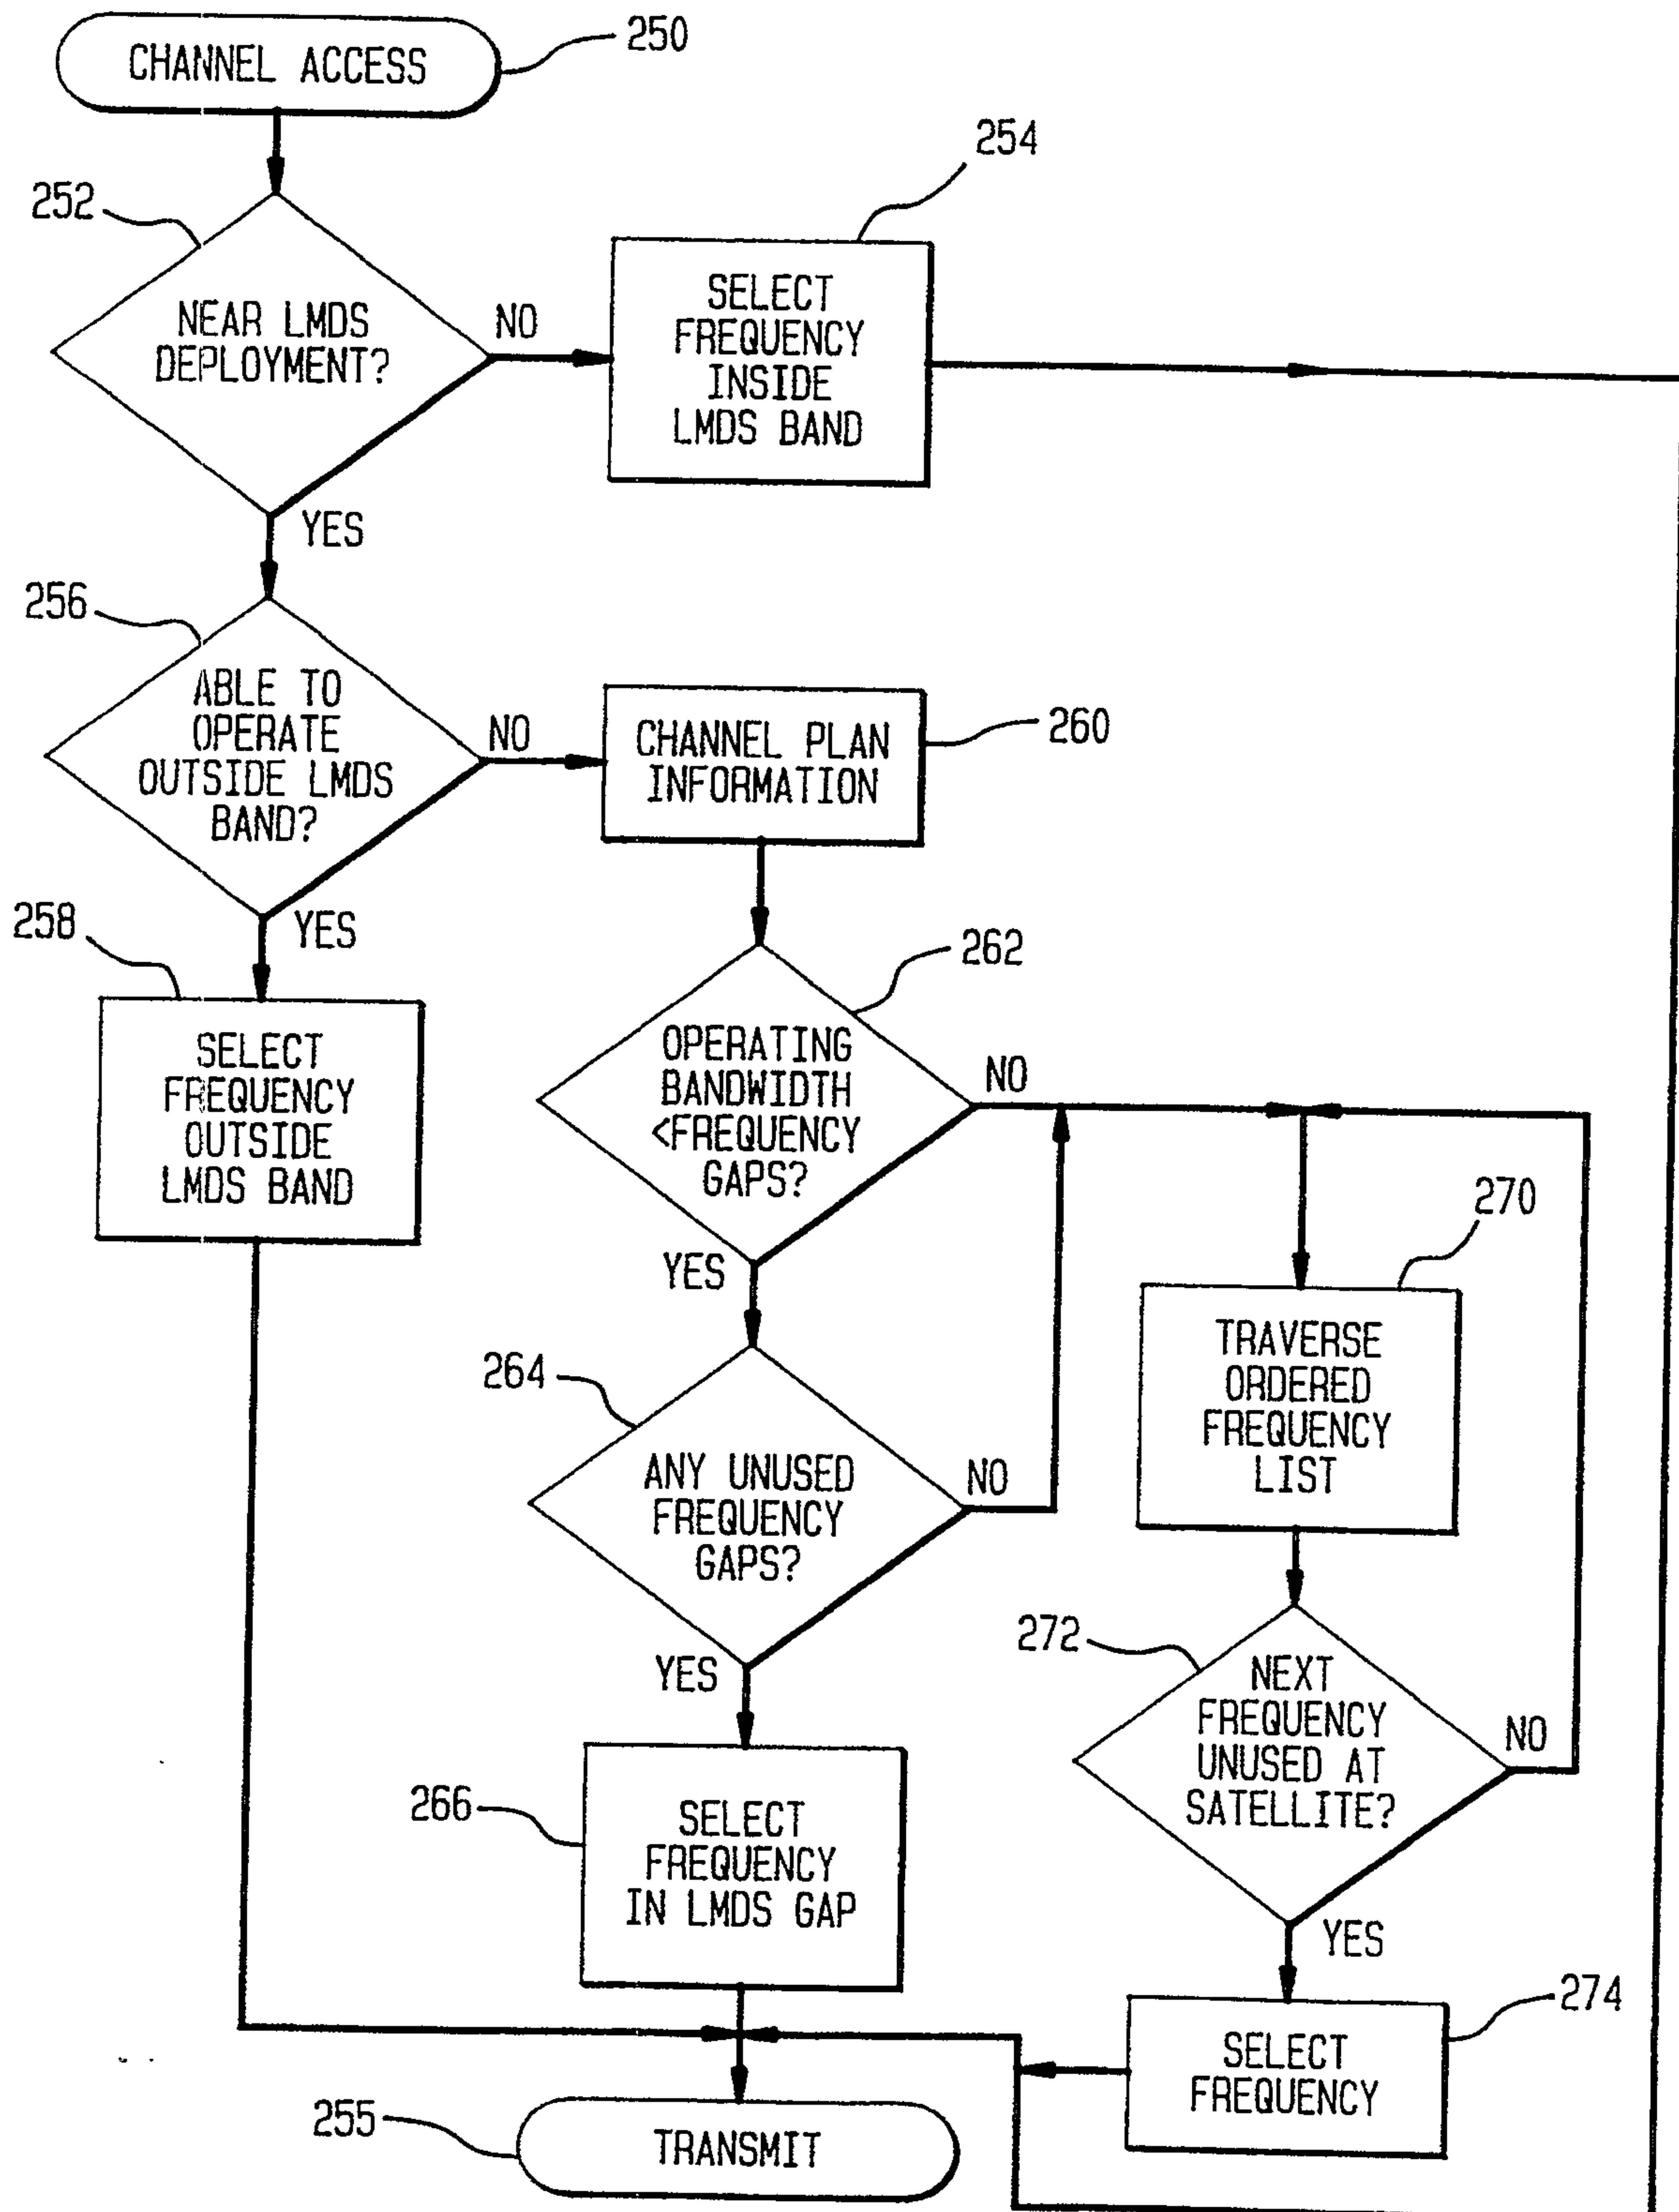 CHANNEL ACCESS
250
252
NEAR LMDS
DEPLOYMENT?
NO
YES
254
SELECT
FREQUENCY
INSIDE
LMDS BAND
256
ABLE TO
OPERATE
OUTSIDE LMDS
BAND?
NO
YES
260
CHANNEL PLAN
INFORMATION
258
SELECT
FREQUENCY
OUTSIDE
LMDS BAND
262
OPERATING
BANDWIDTH
<FREQUENCY
GAPS?
NO
YES
264
ANY UNUSED
FREQUENCY
GAPS?
NO
YES
270
TRAVERSE
ORDERED
FREQUENCY
LIST
272
NEXT
FREQUENCY
UNUSED AT
SATELLITE?
NO
YES
266
SELECT
FREQUENCY
IN LMDS GAP
274
SELECT
FREQUENCY
255
TRANSMIT